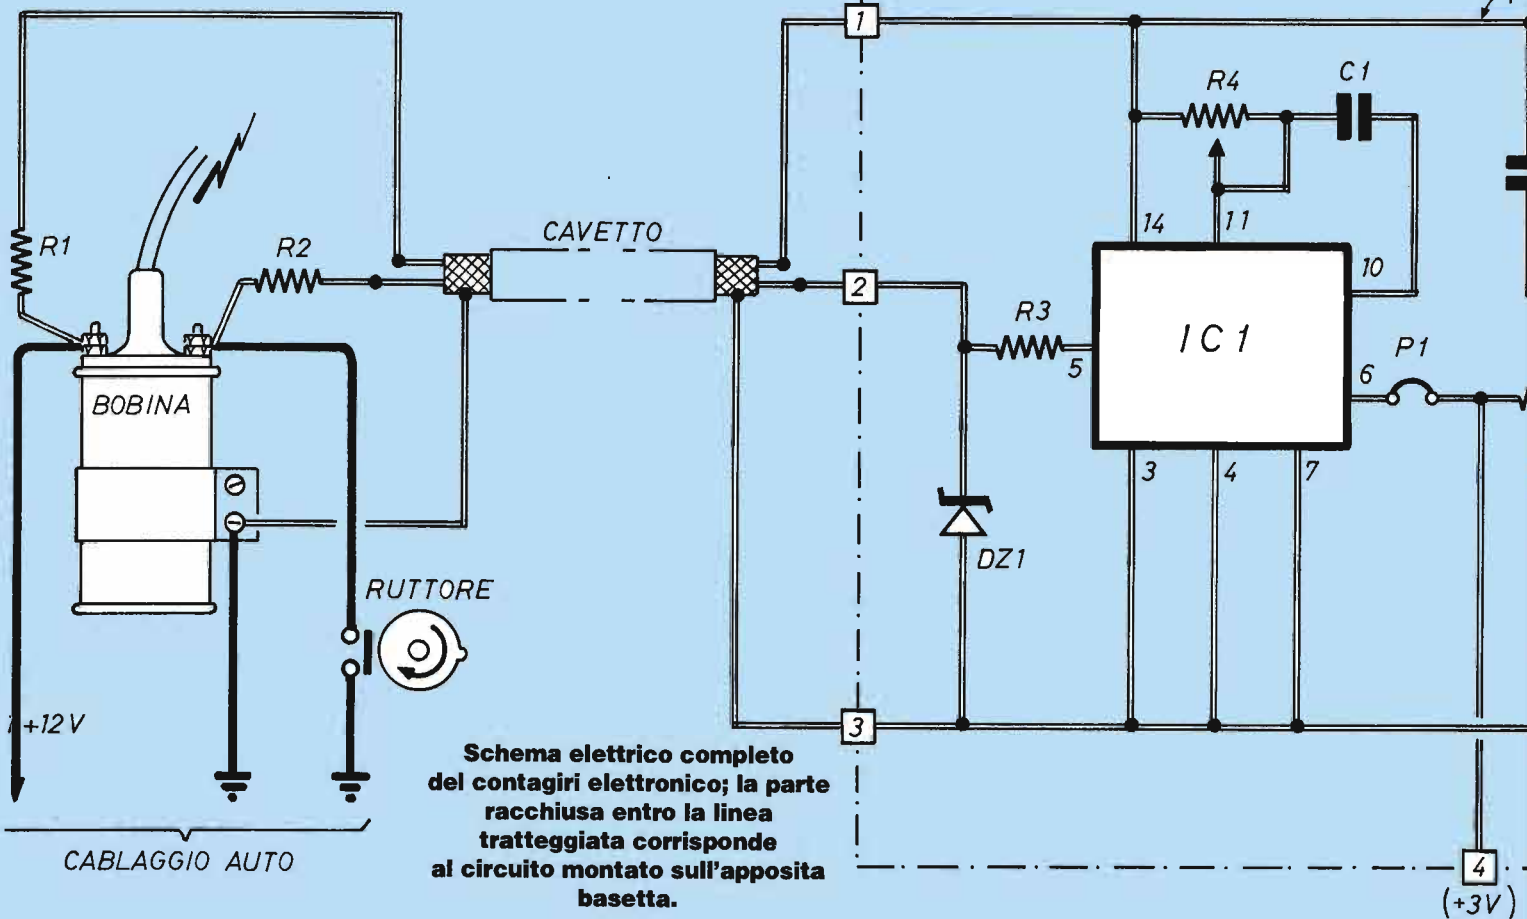 1
R4
C1
R1
R2
CAVETTO
14
11
10
2
R3
IC1
P1
5
6
BOBINA
3
4
7
DZ1
RUTTORE
+12V
3
Schema elettrico completo
del contagiri elettronico; la parte
racchiusa entro la linea
tratteggiata corrisponde
al circuito montato sull'apposita
basetta.
CABLAGGIO AUTO
4
(+3V)